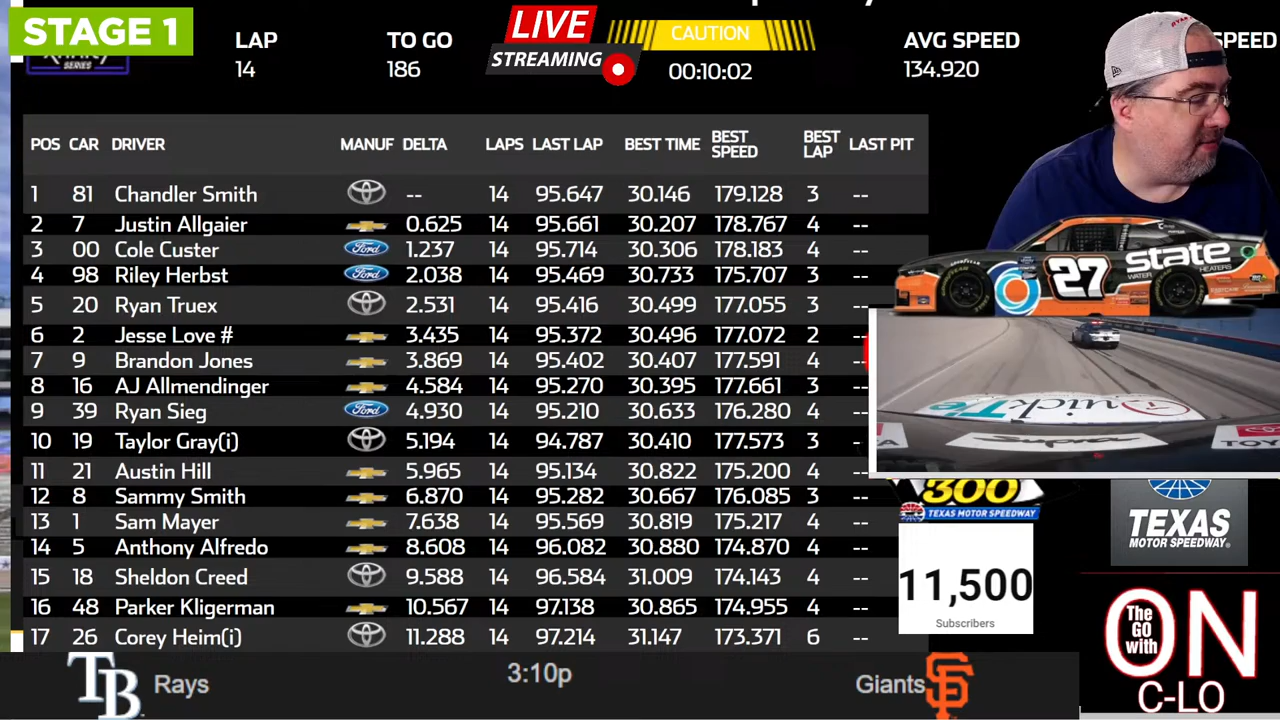 STAGE 1
SERIES
LAP
14
TO GO
186
LIVE
STREAMING
CAUTION
00:10:02
AVG SPEED
134.920
SPEED
POS CAR DRIVER MANUF DELTA LAPS LAST LAP BEST TIME BEST SPEED BEST LAP LAST PIT
1 81 Chandler Smith -- 14 95.647 30.146 179.128 3 --
2 7 Justin Allgaier 0.625 14 95.661 30.207 178.767 4 --
3 00 Cole Custer Ford 1.237 14 95.714 30.306 178.183 4 --
4 98 Riley Herbst Ford 2.038 14 95.469 30.733 175.707 3 --
5 20 Ryan Truex 2.531 14 95.416 30.499 177.055 3 --
6 2 Jesse Love # 3.435 14 95.372 30.496 177.072 2 --
7 9 Brandon Jones 3.869 14 95.402 30.407 177.591 4 --
8 16 AJ Allmendinger 4.584 14 95.270 30.395 177.661 3 --
9 39 Ryan Sieg Ford 4.930 14 95.210 30.633 176.280 4 --
10 19 Taylor Gray(i) 5.194 14 94.787 30.410 177.573 3 --
11 21 Austin Hill 5.965 14 95.134 30.822 175.200 4 --
12 8 Sammy Smith 6.870 14 95.282 30.667 176.085 3 --
13 1 Sam Mayer 7.638 14 95.569 30.819 175.217 4 --
14 5 Anthony Alfredo 8.608 14 96.082 30.880 174.870 4 --
15 18 Sheldon Creed 9.588 14 96.584 31.009 174.143 4 --
16 48 Parker Kligerman 10.567 14 97.138 30.865 174.955 4 --
17 26 Corey Heim(i) 11.288 14 97.214 31.147 173.371 6 --
27
state
WATER HEATERS
QuickTie
supra
TOYO
300
TEXAS MOTOR SPEEDWAY
TEXAS
MOTOR SPEEDWAY
11,500
Subscribers
The
GO
with
ON
C-LO
TB Rays
3:10p
Giants SF